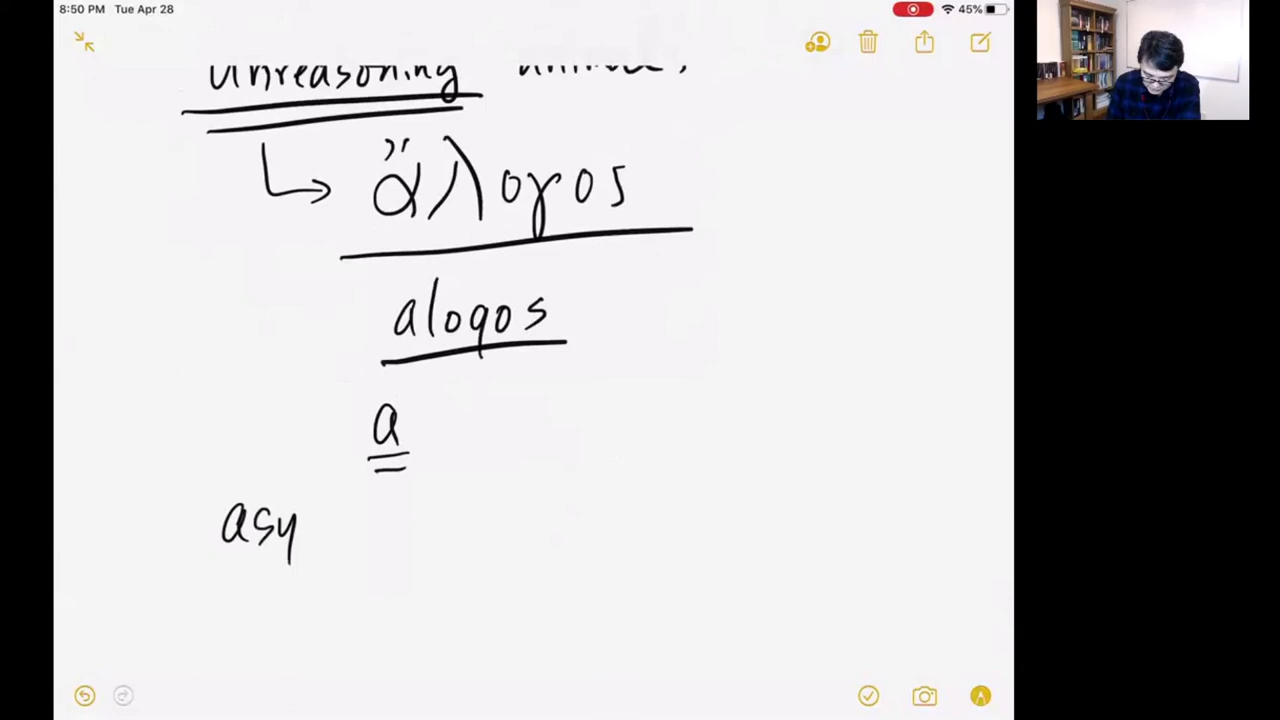 8:50 PM Tue Apr 28
45%
unreasoning
ἄλογος
alogos
a
asy